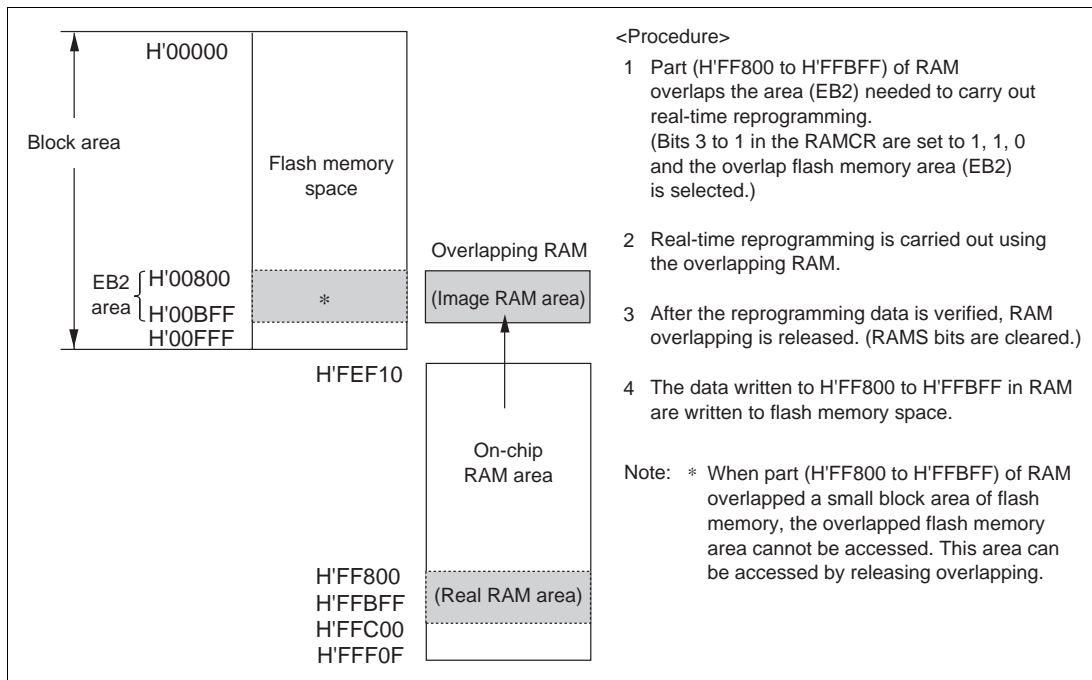 H'00000
Block area
Flash memory
space
EB2
area
H'00800
H'00BFF
H'00FFF
*
Overlapping RAM
(Image RAM area)
H'FEF10
On-chip
RAM area
H'FF800
H'FFBFF
H'FFC00
H'FFF0F
(Real RAM area)
<Procedure>
1 Part (H'FF800 to H'FFBFF) of RAM
overlaps the area (EB2) needed to carry out
real-time reprogramming.
(Bits 3 to 1 in the RAMCR are set to 1, 1, 0
and the overlap flash memory area (EB2)
is selected.)
2 Real-time reprogramming is carried out using
the overlapping RAM.
3 After the reprogramming data is verified, RAM
overlapping is released. (RAMS bits are cleared.)
4 The data written to H'FF800 to H'FFBFF in RAM
are written to flash memory space.
Note: * When part (H'FF800 to H'FFBFF) of RAM
overlapped a small block area of flash
memory, the overlapped flash memory
area cannot be accessed. This area can
be accessed by releasing overlapping.